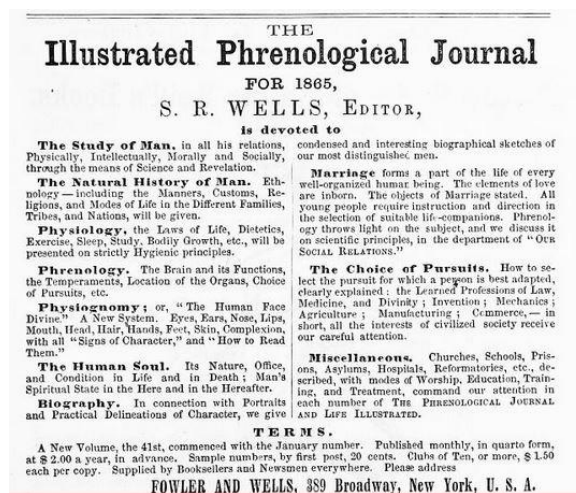 THE
Illustrated Phrenological Journal
FOR 1865,
S. R. WELLS, EDITOR,
is devoted to
The Study of Man, in all his relations,
Physically, Intellectually, Morally and Socially,
through the means of Science and Revelation.
The Natural History of Man. Eth-
nology — including the Manners, Customs, Re-
ligions, and Modes of Life in the Different Families,
Tribes, and Nations, will be given.
Physiology, the Laws of Life, Dietetics,
Exercise, Sleep, Study, Bodily Growth, etc., will be
presented on strictly Hygienic principles.
Phrenology. The Brain and its Functions,
the Temperaments, Location of the Organs, Choice
of Pursuits, etc.
Physiognomy; or, "The Human Face
Divine." A New System. Eyes, Ears, Nose, Lips,
Mouth, Head, Hair, Hands, Feet, Skin, Complexion,
with all "Signs of Character," and "How to Read
Them."
The Human Soul. Its Nature, Office,
and Condition in Life and in Death; Man's
Spiritual State in the Here and in the Hereafter.
Biography. In connection with Portraits
and Practical Delineations of Character, we give
condensed and interesting biographical sketches of
our most distinguished men.
Marriage forms a part of the life of every
well-organized human being. The elements of love
are inborn. The objects of Marriage stated. All
young people require instruction and direction in
the selection of suitable life-companions. Phrenol-
ogy throws light on the subject, and we discuss it
on scientific principles, in the department of "OUR
SOCIAL RELATIONS."
The Choice of Pursuits. How to se-
lect the pursuit for which a person is best adapted,
clearly explained: the Learned Professions of Law,
Medicine, and Divinity; Invention; Mechanics;
Agriculture; Manufacturing; Commerce, — in
short, all the interests of civilized society receive
our careful attention.
Miscellaneous. Churches, Schools, Pris-
ons, Asylums, Hospitals, Reformatories, etc., de-
scribed, with modes of Worship, Education, Train-
ing, and Treatment, command our attention in
each number of THE PHRENOLOGICAL JOURNAL
AND LIFE ILLUSTRATED.
TERMS.
A New Volume, the 41st, commenced with the January number. Published monthly, in quarto form,
at $2.00 a year, in advance. Sample numbers, by first post, 20 cents. Clubs of Ten, or more, $1.50
each per copy. Supplied by Booksellers and Newsmen everywhere. Please address
FOWLER AND WELLS, 389 Broadway, New York, U. S. A.